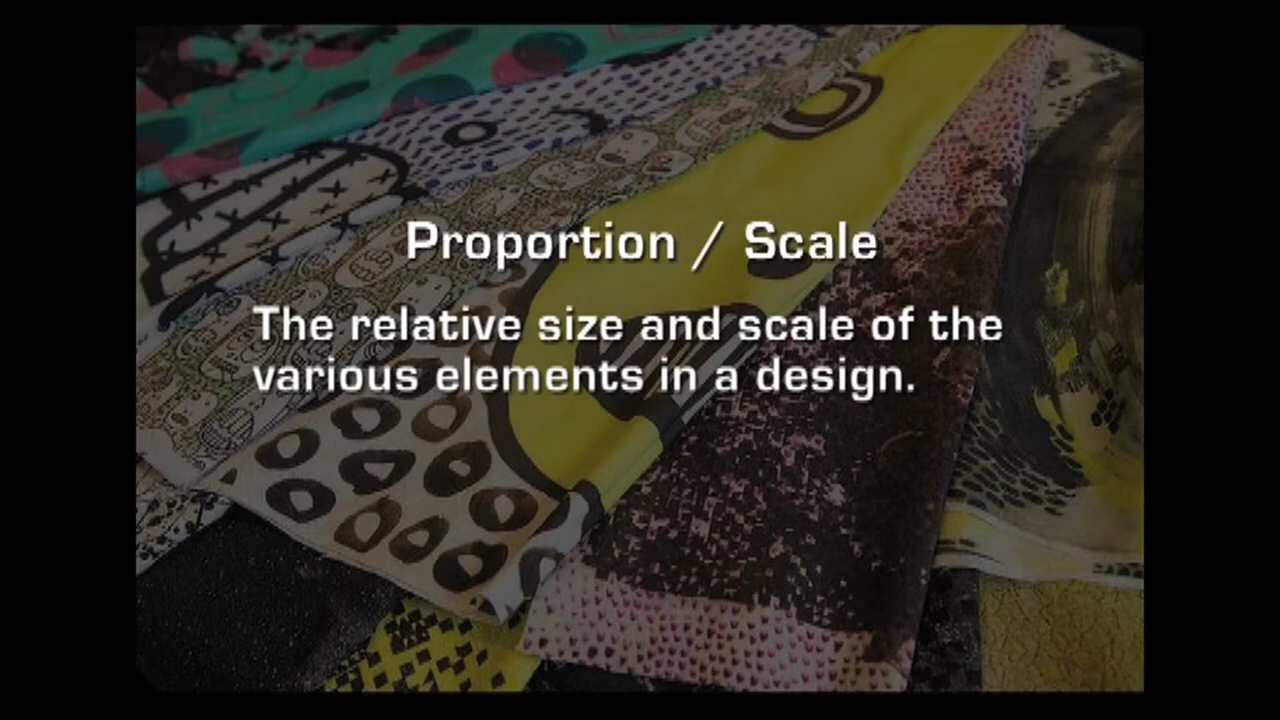 Proportion / Scale
The relative size and scale of the
various elements in a design.